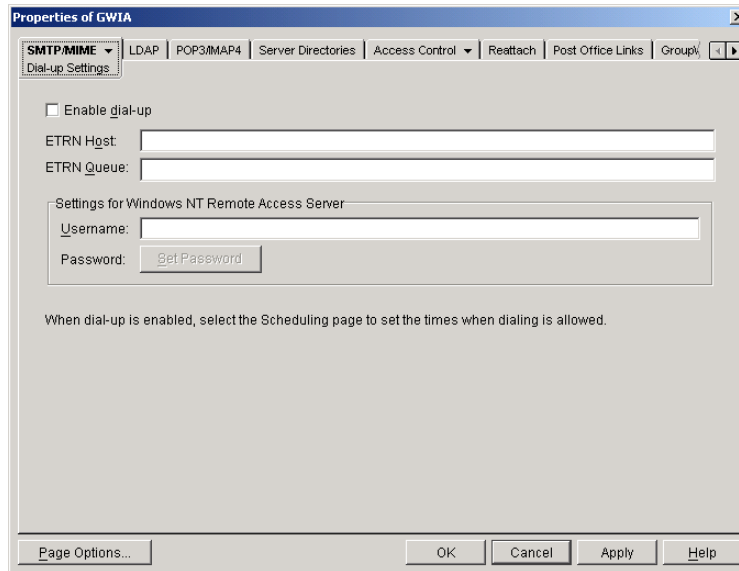 Properties of GWIA
SMTP/MIME LDAP POP3/IMAP4 Server Directories Access Control Reattach Post Office Links
Dial-up Settings
Enable dial-up
ETRN Host:
ETRN Queue:
Settings for Windows NT Remote Access Server
Username:
Password: Set Password
When dial-up is enabled, select the Scheduling page to set the times when dialing is allowed.
Page Options... OK Cancel Apply Help